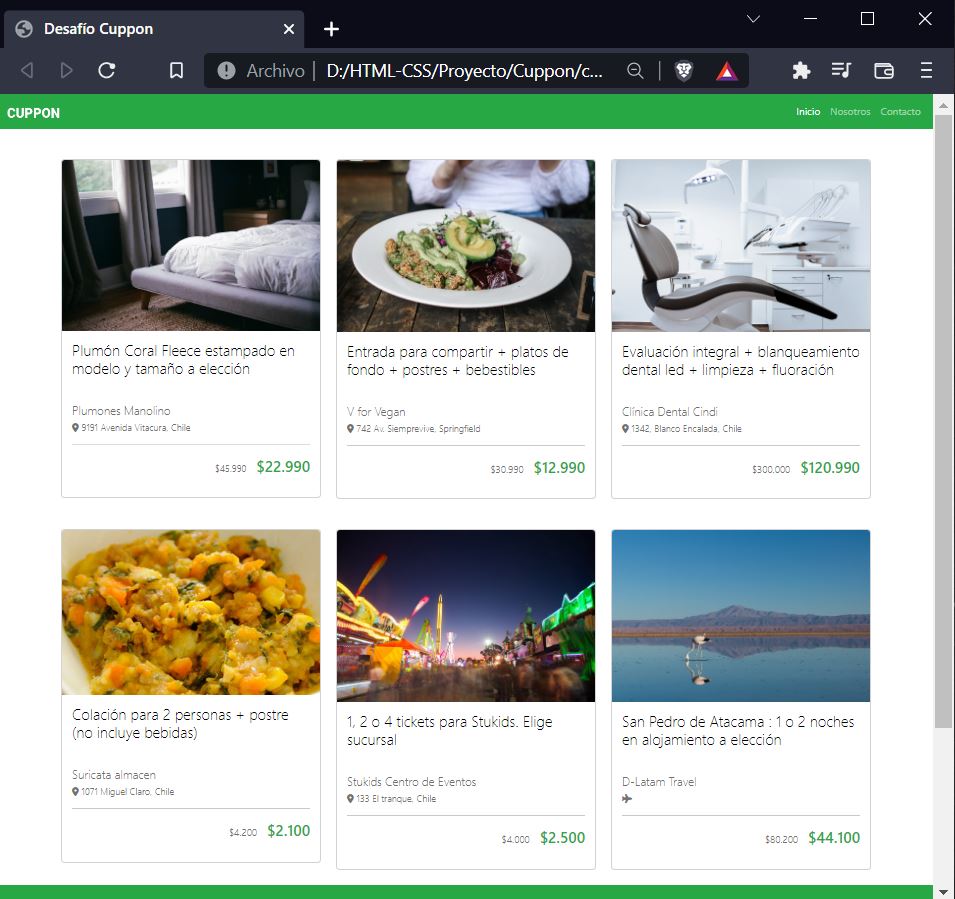 Desafío Cuppon
Archivo
D:/HTML-CSS/Proyecto/Cuppon/c...
CUPPON
Inicio Nosotros Contacto
Plumón Coral Fleece estampado en
modelo y tamaño a elección
Plumones Manolino
9191 Avenida Vitacura, Chile
$45.990 $22.990
Entrada para compartir + platos de
fondo + postres + bebestibles
V for Vegan
742 Av. Siemprevive, Springfield
$30.990 $12.990
Evaluación integral + blanqueamiento
dental led + limpieza + fluoración
Clínica Dental Cindi
1342, Blanco Encalada, Chile
$300.000 $120.990
Colación para 2 personas + postre
(no incluye bebidas)
Suricata almacen
1071 Miguel Claro, Chile
$4.200 $2.100
1, 2 o 4 tickets para Stukids. Elige
sucursal
Stukids Centro de Eventos
133 El tranque, Chile
$4.000 $2.500
San Pedro de Atacama : 1 o 2 noches
en alojamiento a elección
D-Latam Travel
$80.200 $44.100